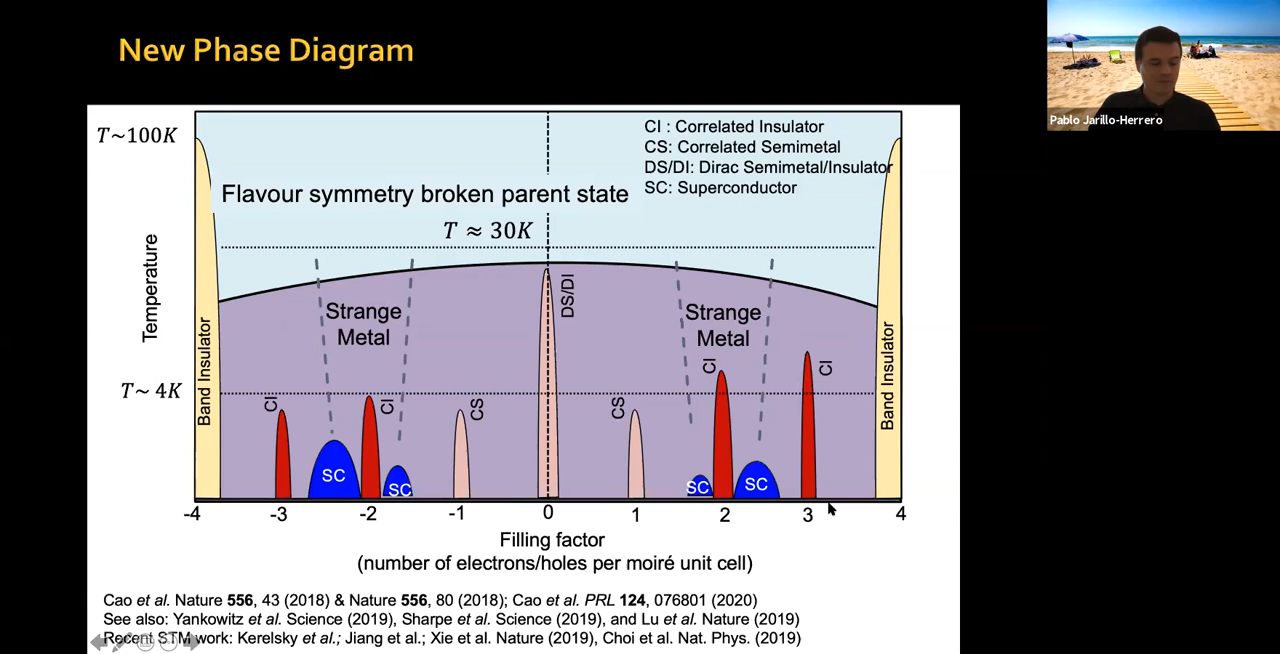 New Phase Diagram
Pablo Jarillo-Herrero
T~100K
CI : Correlated Insulator
CS: Correlated Semimetal
DS/DI: Dirac Semimetal/Insulator
SC: Superconductor
Flavour symmetry broken parent state
T ≈ 30K
Temperature
Band Insulator
Strange
Metal
DS/DI
Strange
Metal
Band Insulator
T~ 4K
CI
CI
CS
CS
CI
CI
SC
SC
SC
SC
-4 -3 -2 -1 0 1 2 3 4
Filling factor
(number of electrons/holes per moiré unit cell)
Cao et al. Nature 556, 43 (2018) & Nature 556, 80 (2018); Cao et al. PRL 124, 076801 (2020)
See also: Yankowitz et al. Science (2019), Sharpe et al. Science (2019), and Lu et al. Nature (2019)
Recent STM work: Kerelsky et al.; Jiang et al.; Xie et al. Nature (2019), Choi et al. Nat. Phys. (2019)